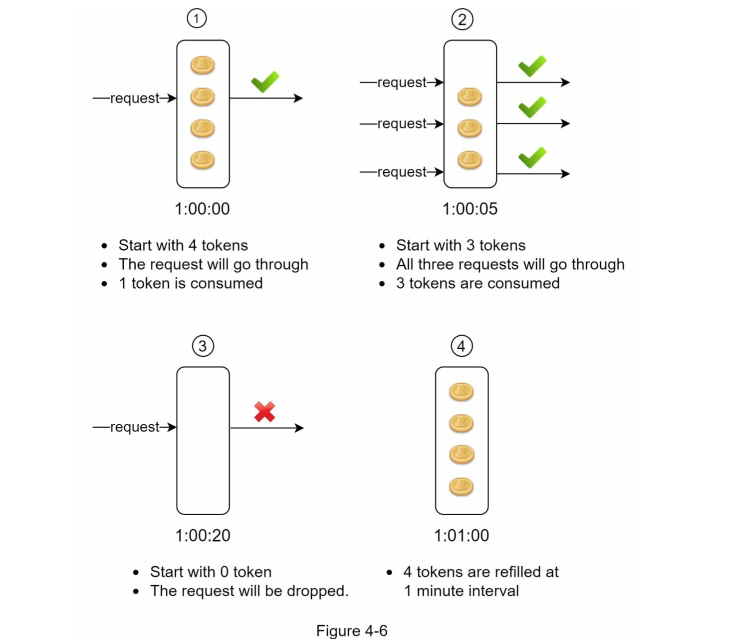 ①
②
request
request
request
request
1:00:00
1:00:05
• Start with 4 tokens
• The request will go through
• 1 token is consumed
• Start with 3 tokens
• All three requests will go through
• 3 tokens are consumed
③
④
request
1:00:20
1:01:00
• Start with 0 token
• The request will be dropped.
• 4 tokens are refilled at
1 minute interval
Figure 4-6